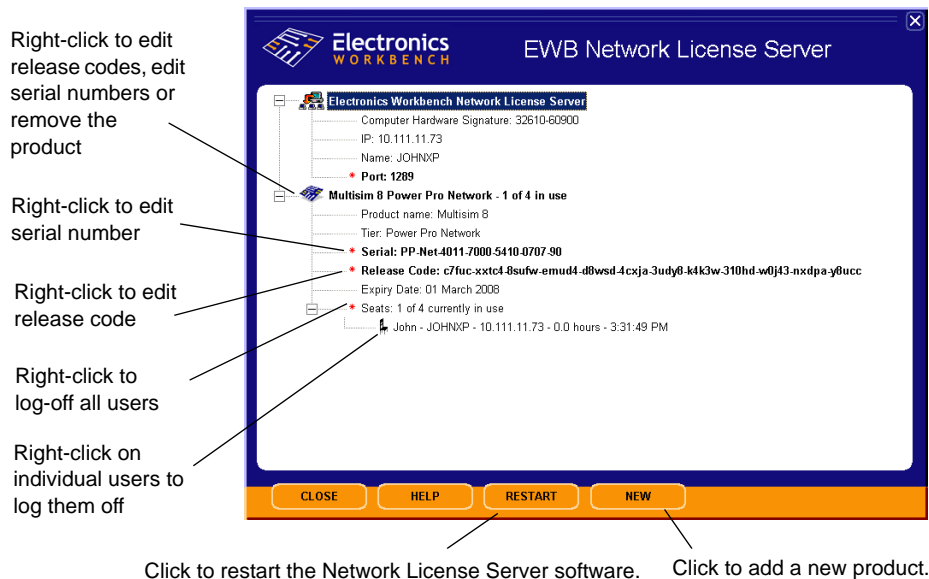 Right-click to edit
release codes, edit
serial numbers or
remove the
product
Right-click to edit
serial number
Right-click to edit
release code
Right-click to
log-off all users
Right-click on
individual users to
log them off
Electronics
WORKBENCH
EWB Network License Server
Electronics Workbench Network License Server
Computer Hardware Signature: 32610-60900
IP: 10.111.11.73
Name: JOHNXP
* Port: 1289
Multisim 8 Power Pro Network - 1 of 4 in use
Product name: Multisim 8
Tier: Power Pro Network
* Serial: PP-Net-4011-7000-5410-0707-90
* Release Code: c7fuc-xxtc4-8sufw-emud4-d8wsd-4cxja-3udy8-k4k3w-310hd-w0j43-nxdpa-y8ucc
Expiry Date: 01 March 2008
* Seats: 1 of 4 currently in use
John - JOHNXP - 10.111.11.73 - 0.0 hours - 3:31:49 PM
CLOSE
HELP
RESTART
NEW
Click to restart the Network License Server software.
Click to add a new product.